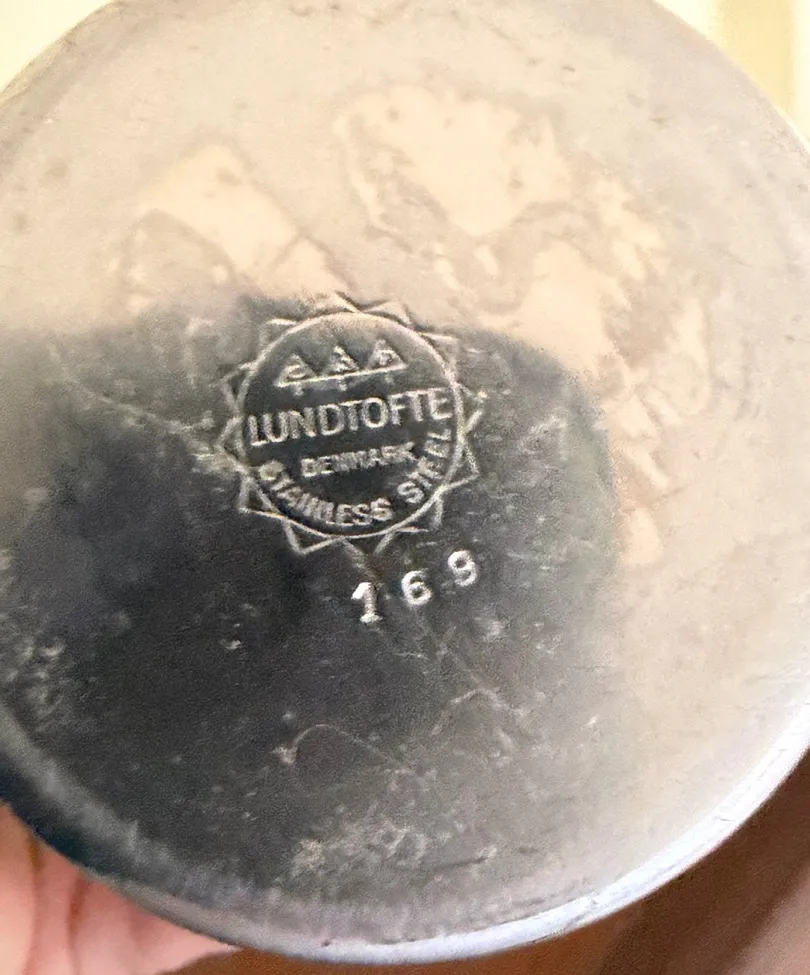 LUNDTOFTE
DENMARK
STAINLESS STEEL
169